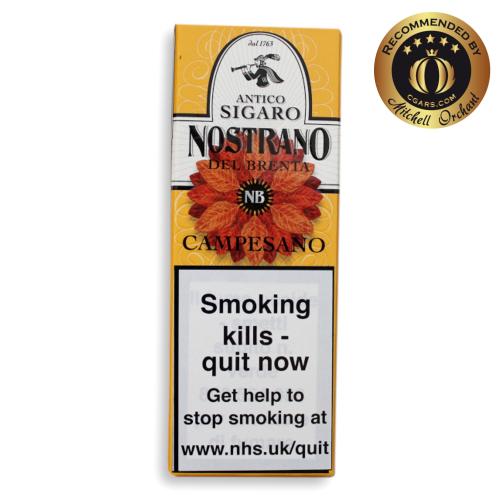 dal 1763
ANTICO
SIGARO
NOSTRANO
DEL BRENTA
NB
CAMPESANO
Smoking
kills -
quit now
Get help to
stop smoking at
www.nhs.uk/quit
RECOMMENDED BY
CGARS.COM
Mitchell Orchant